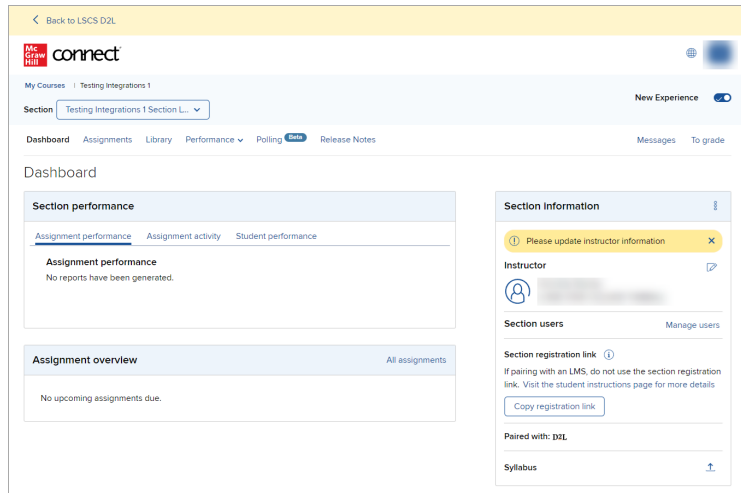 Back to LSCS D2L
Mc
Graw
Hill
connect
My Courses | Testing Integrations 1
Section Testing Integrations 1 Section L...
New Experience
Dashboard Assignments Library Performance Polling Beta Release Notes
Messages To grade
Dashboard
Section performance
Assignment performance Assignment activity Student performance
Assignment performance
No reports have been generated.
Assignment overview All assignments
No upcoming assignments due.
Section information
Please update instructor information
Instructor
Section users Manage users
Section registration link
If pairing with an LMS, do not use the section registration
link. Visit the student instructions page for more details
Copy registration link
Paired with: D2L
Syllabus